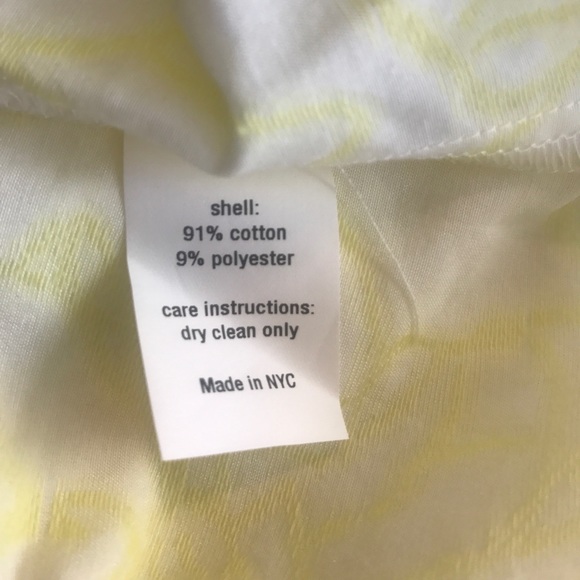 shell:
91% cotton
9% polyester
care instructions:
dry clean only
Made in NYC